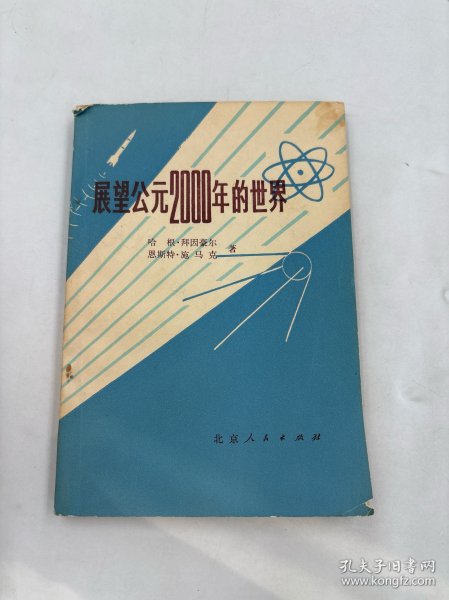 展望公元2000年的世界
哈根·拜因豪尔
恩斯特·施马克
著
北京人民出版社
孔夫子旧书网
www.kongfz.com